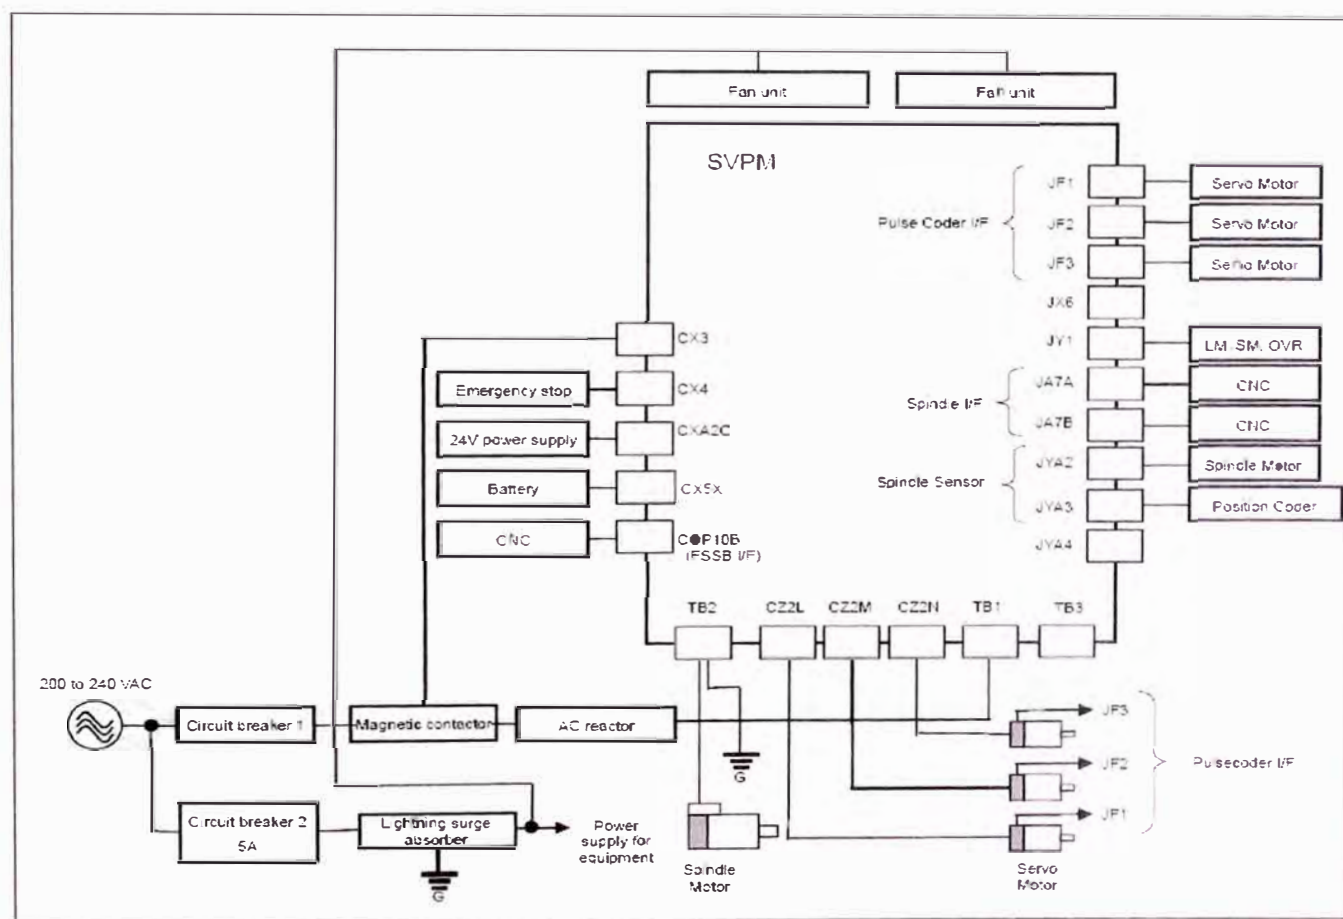 Fan unit
Fan unit
SVPM
Pulse Coder I/F
JF1
Servo Motor
JF2
Servo Motor
JF3
Servo Motor
JX6
CX3
JY1
LM, SM, OVR
Emergency stop
CX4
Spindle I/F
JA7A
CNC
24V power supply
CXA2C
JA7B
CNC
Battery
CX5X
Spindle Sensor
JYA2
Spindle Motor
JYA3
Position Coder
CNC
COP10B
(FSSB I/F)
JYA4
TB2
CZ2L
CZ2M
CZ2N
TB1
TB3
200 to 240 VAC
Circuit breaker 1
Magnetic contactor
AC reactor
G
JF3
JF2
JF1
Pulsecoder I/F
Circuit breaker 2
5A
Lightning surge
absorber
G
Power
supply for
equipment
Spindle
Motor
Servo
Motor